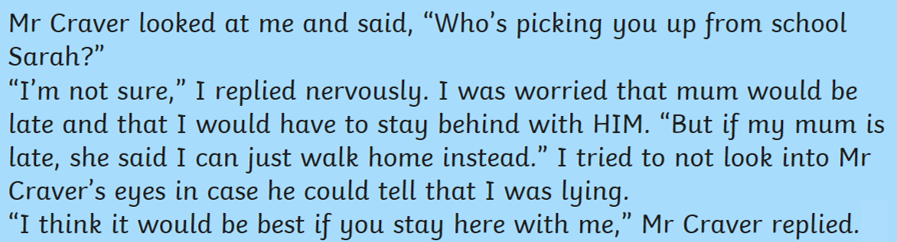 Mr Craver looked at me and said, “Who’s picking you up from school
Sarah?”
“I’m not sure,” I replied nervously. I was worried that mum would be
late and that I would have to stay behind with HIM. “But if my mum is
late, she said I can just walk home instead.” I tried to not look into Mr
Craver’s eyes in case he could tell that I was lying.
“I think it would be best if you stay here with me,” Mr Craver replied.